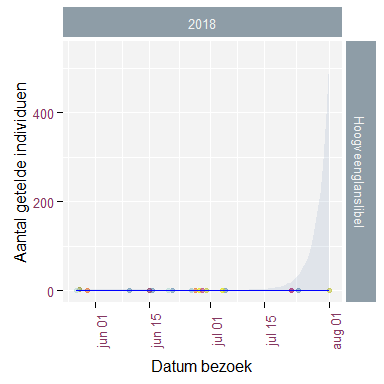 2018
Aantal getelde individuen
400
200
0
Hoogveenglanslibel
jun 01
jun 15
jul 01
jul 15
aug 01
Datum bezoek